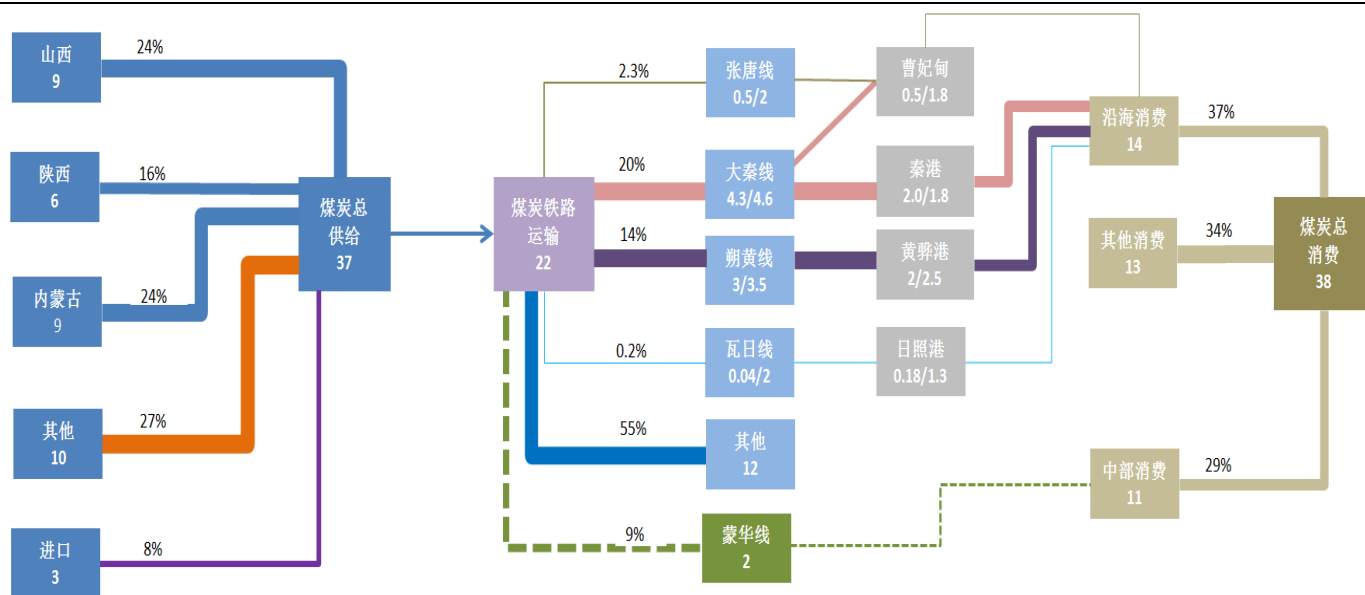 山西
9
24%
陕西
6
16%
内蒙古
9
24%
其他
10
27%
进口
3
8%
煤炭总
供给
37
煤炭铁路
运输
22
2.3%
张唐线
0.5/2
20%
大秦线
4.3/4.6
14%
朔黄线
3/3.5
0.2%
瓦日线
0.04/2
55%
其他
12
9%
蒙华线
2
曹妃甸
0.5/1.8
秦港
2.0/1.8
黄骅港
2/2.5
日照港
0.18/1.3
沿海消费
14
37%
其他消费
13
34%
中部消费
11
29%
煤炭总
消费
38